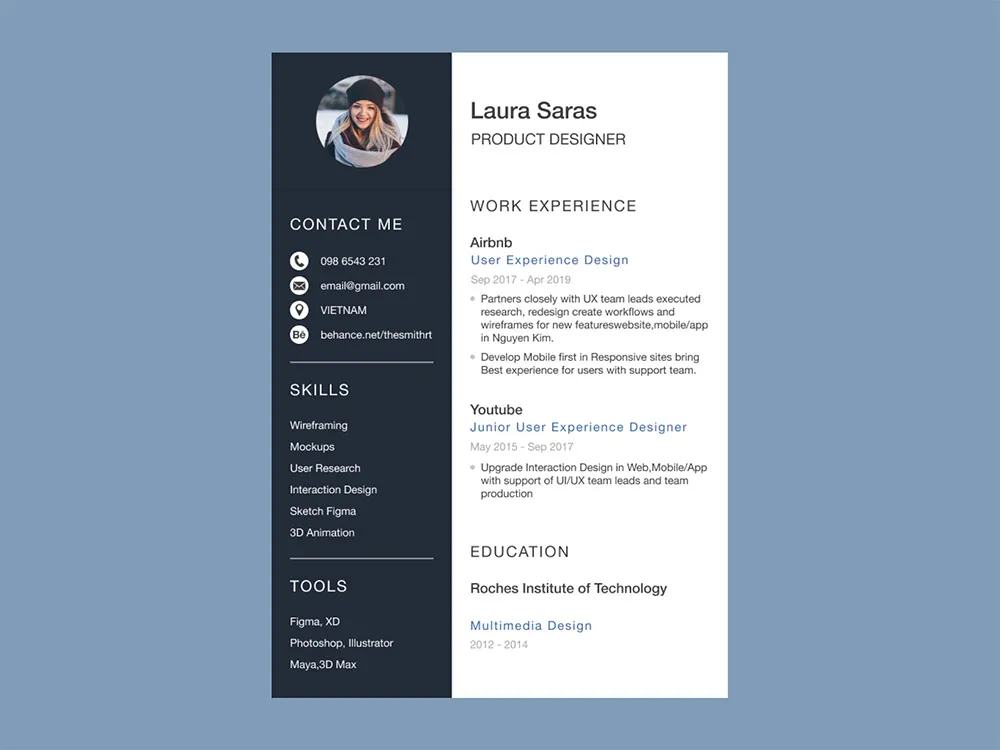 Laura Saras
PRODUCT DESIGNER
CONTACT ME
098 6543 231
email@gmail.com
VIETNAM
Bē behance.net/thesmithrt
SKILLS
Wireframing
Mockups
User Research
Interaction Design
Sketch Figma
3D Animation
TOOLS
Figma, XD
Photoshop, Illustrator
Maya,3D Max
WORK EXPERIENCE
Airbnb
User Experience Design
Sep 2017 - Apr 2019
Partners closely with UX team leads executed
research, redesign create workflows and
wireframes for new featureswebsite,mobile/app
in Nguyen Kim.
Develop Mobile first in Responsive sites bring
Best experience for users with support team.
Youtube
Junior User Experience Designer
May 2015 - Sep 2017
Upgrade Interaction Design in Web,Mobile/App
with support of UI/UX team leads and team
production
EDUCATION
Roches Institute of Technology
Multimedia Design
2012 - 2014